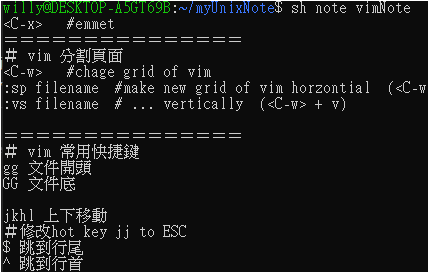 willy@DESKTOP-A5GT69B:~/myUnixNote$ sh note vimNote
<C-x>   #emmet
=================
# vim 分割頁面
<C-w>   #chage grid of vim
:sp filename  #make new grid of vim horzontial  (<C-w
:vs filename  # ... vertically  (<C-w> + v)
=================
# vim 常用快捷鍵
gg 文件開頭
GG 文件底
jkhl 上下移動
#修改hot key jj to ESC
$ 跳到行尾
^ 跳到行首